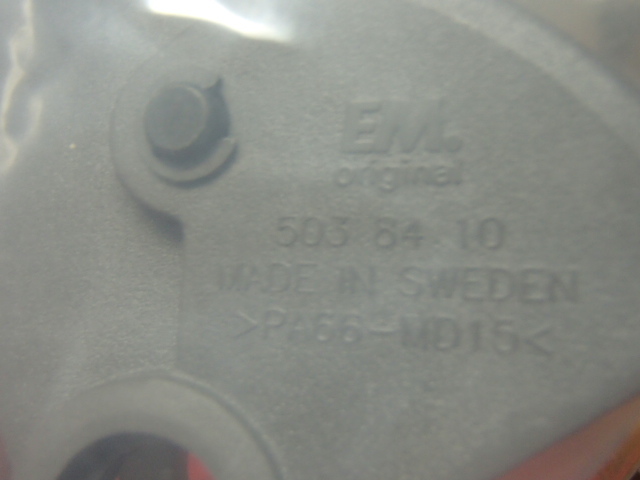 EM.
original
503 84 10
MADE IN SWEDEN
>PA66-MD15<